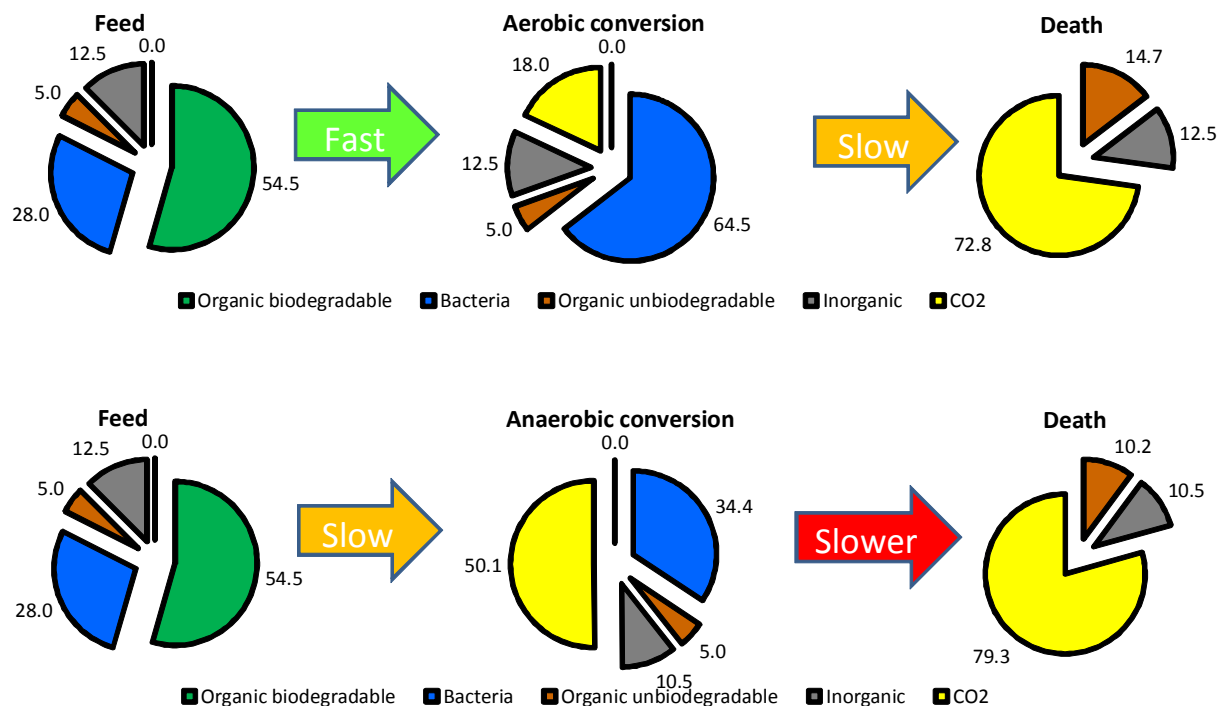 Feed
0.0
12.5
5.0
28.0
54.5
Fast
Aerobic conversion
0.0
18.0
12.5
5.0
64.5
Slow
Death
14.7
12.5
72.8
Organic biodegradable Bacteria Organic unbiodegradable Inorganic CO2
Feed
0.0
12.5
5.0
28.0
54.5
Slow
Anaerobic conversion
0.0
34.4
50.1
5.0
10.5
Slower
Death
10.2
10.5
79.3
Organic biodegradable Bacteria Organic unbiodegradable Inorganic CO2